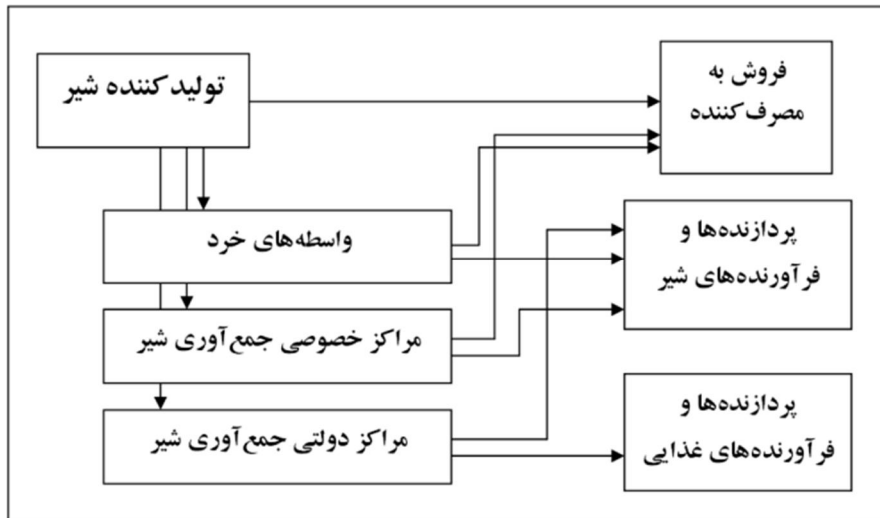 تولیدکننده شیر
فروش به
مصرف‌کننده
واسطه‌های خرد
پردازنده‌ها و
فرآورنده‌های شیر
مراکز خصوصی جمع‌آوری شیر
مراکز دولتی جمع‌آوری شیر
پردازنده‌ها و
فرآورنده‌های غذایی